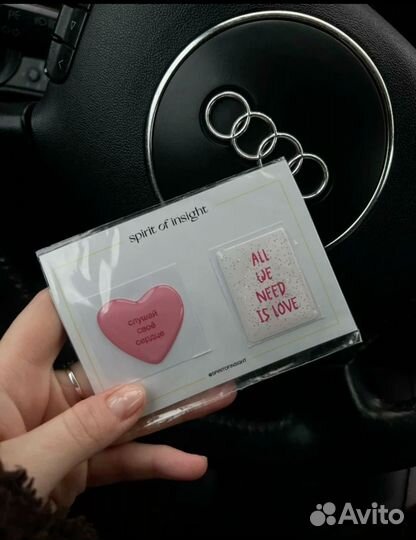 spirit of insight
слушай
своё
сердце
ALL
WE
NEED
IS LOVE
@SPIRITOFINSIGHT
Avito